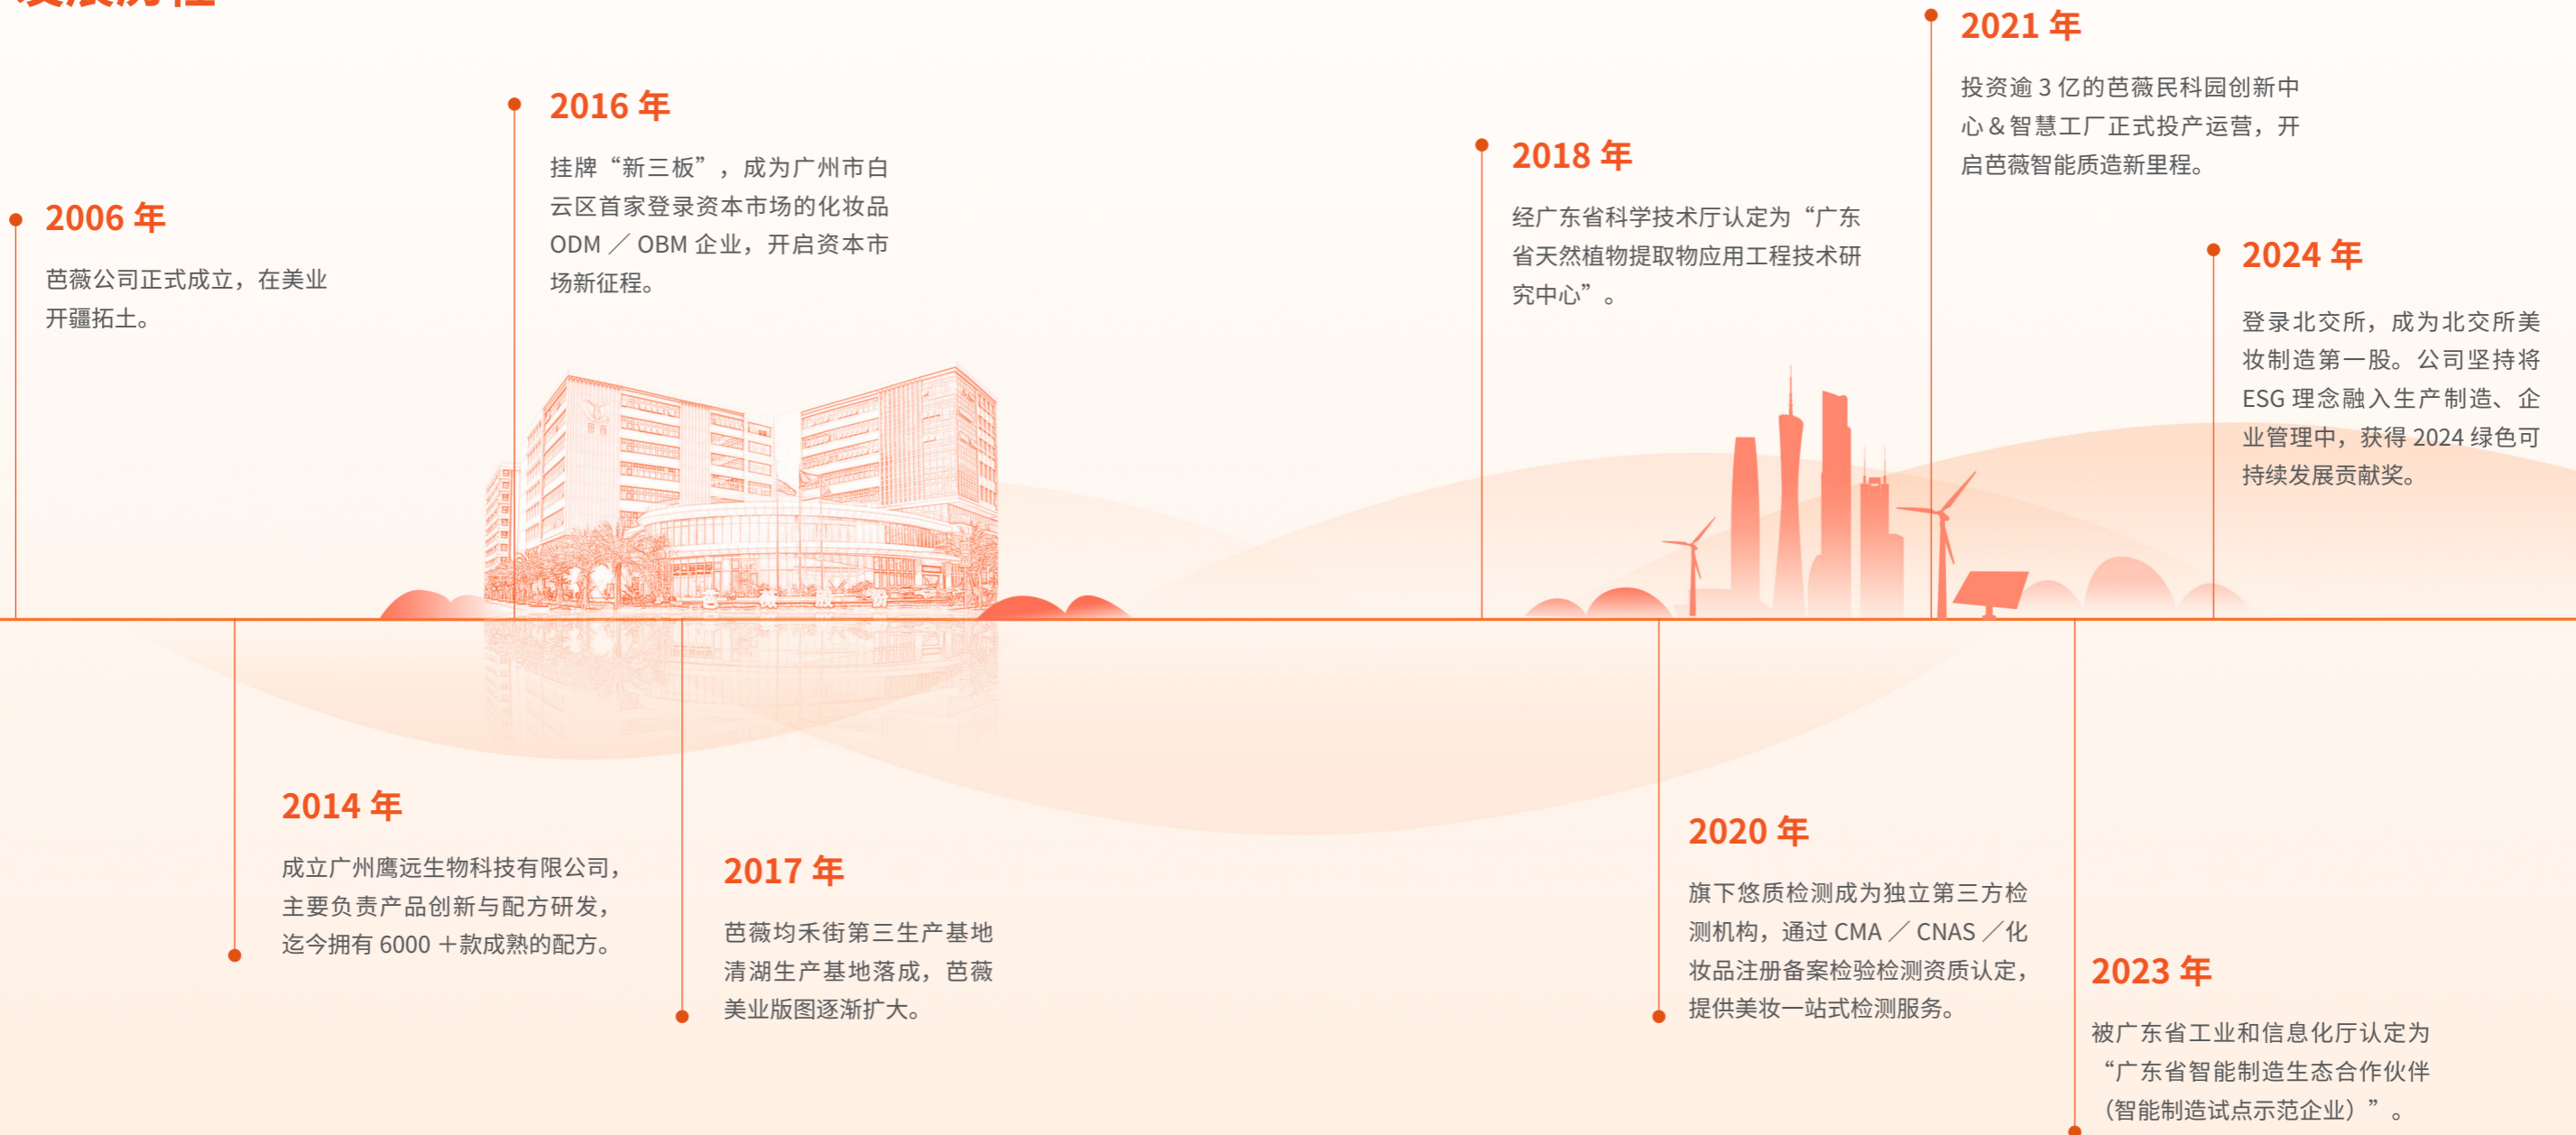 发展历程
2006 年
芭薇公司正式成立，在美业
开疆拓土。
2014 年
成立广州鹰远生物科技有限公司，
主要负责产品创新与配方研发，
迄今拥有 6000 ＋款成熟的配方。
2016 年
挂牌“新三板”，成为广州市白
云区首家登录资本市场的化妆品
ODM ／ OBM 企业，开启资本市
场新征程。
2017 年
芭薇均禾街第三生产基地
清湖生产基地落成，芭薇
美业版图逐渐扩大。
2018 年
经广东省科学技术厅认定为“广东
省天然植物提取物应用工程技术研
究中心”。
2020 年
旗下悠质检测成为独立第三方检
测机构，通过 CMA ／ CNAS ／化
妆品注册备案检验检测资质认定，
提供美妆一站式检测服务。
2021 年
投资逾 3 亿的芭薇民科园创新中
心＆智慧工厂正式投产运营，开
启芭薇智能质造新里程。
2023 年
被广东省工业和信息化厅认定为
“广东省智能制造生态合作伙伴
（智能制造试点示范企业）”。
2024 年
登录北交所，成为北交所美
妆制造第一股。公司坚持将
ESG 理念融入生产制造、企
业管理中，获得 2024 绿色可
持续发展贡献奖。